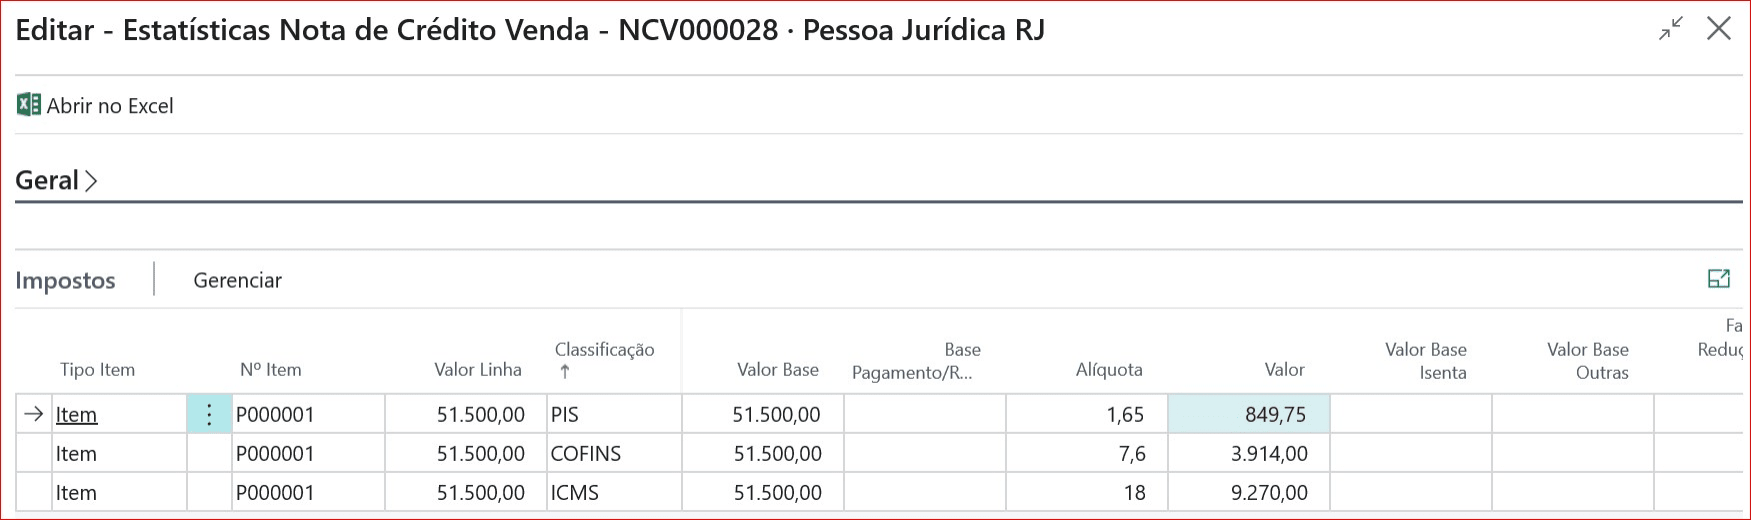 Editar - Estatísticas Nota de Crédito Venda - NCV000028 · Pessoa Jurídica RJ
Abrir no Excel
Geral
Impostos Gerenciar
Tipo Item Nº Item Valor Linha Classificação ↑ Valor Base Base Pagamento/R... Alíquota Valor Valor Base Isenta Valor Base Outras
→ Item P000001 51.500,00 PIS 51.500,00 1,65 849,75
Item P000001 51.500,00 COFINS 51.500,00 7,6 3.914,00
Item P000001 51.500,00 ICMS 51.500,00 18 9.270,00